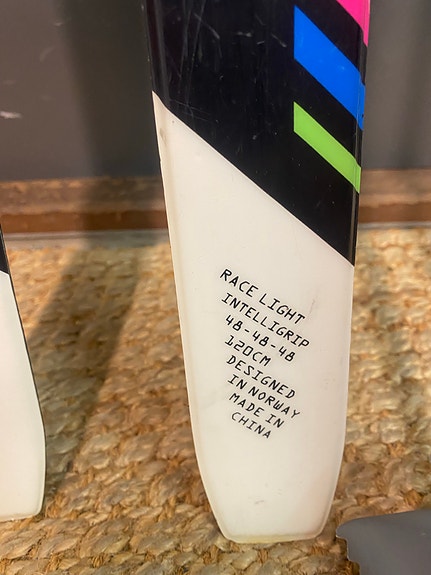 RACE LIGHT
INTELLIGRIP
48-48-48
120CM
DESIGNED
IN NORWAY
MADE IN
CHINA